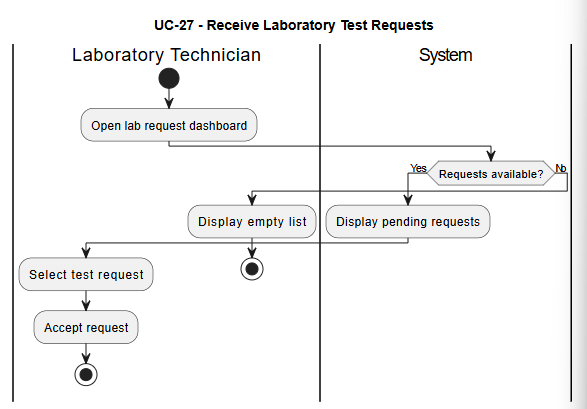 UC-27 - Receive Laboratory Test Requests
Laboratory Technician
System
Open lab request dashboard
Yes
Requests available?
No
Display empty list
Display pending requests
Select test request
Accept request